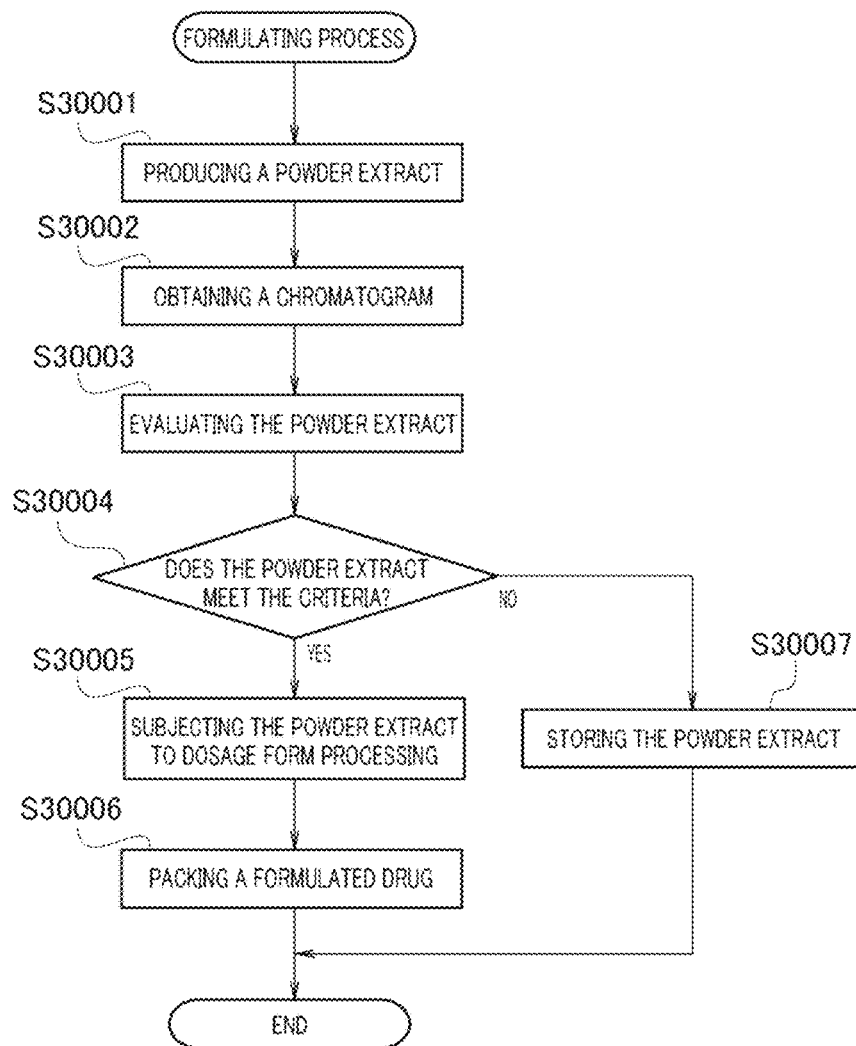 FORMULATING PROCESS
S30001
PRODUCING A POWDER EXTRACT
S30002
OBTAINING A CHROMATOGRAM
S30003
EVALUATING THE POWDER EXTRACT
S30004
DOES THE POWDER EXTRACT
MEET THE CRITERIA?
NO
YES
S30005
SUBJECTING THE POWDER EXTRACT
TO DOSAGE FORM PROCESSING
S30007
STORING THE POWDER EXTRACT
S30006
PACKING A FORMULATED DRUG
END